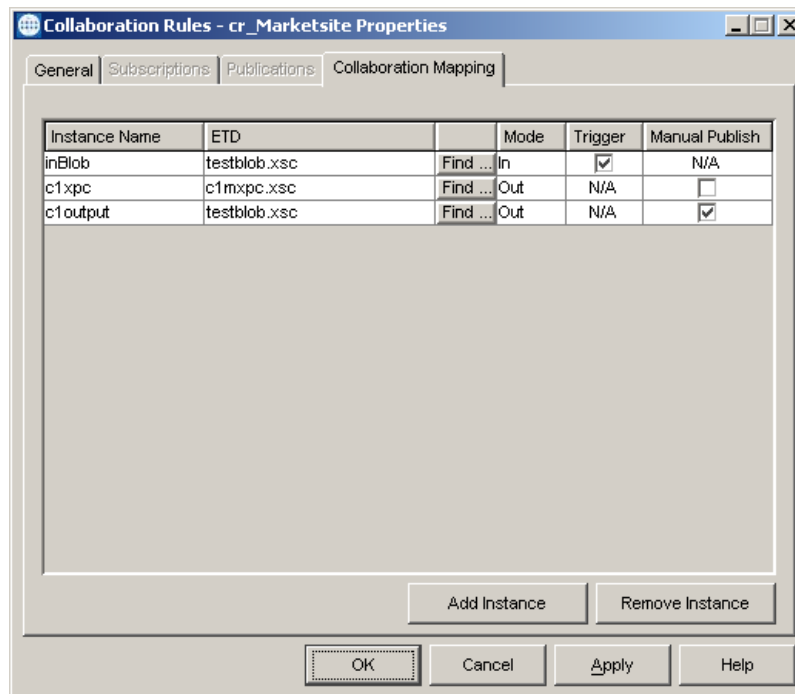 Collaboration Rules - cr_Marketsite Properties
General Subscriptions Publications Collaboration Mapping
Instance Name ETD Mode Trigger Manual Publish
inBlob testblob.xsc Find ... In N/A
c1xpc c1mxpc.xsc Find ... Out N/A
c1output testblob.xsc Find ... Out N/A
Add Instance Remove Instance
OK Cancel Apply Help